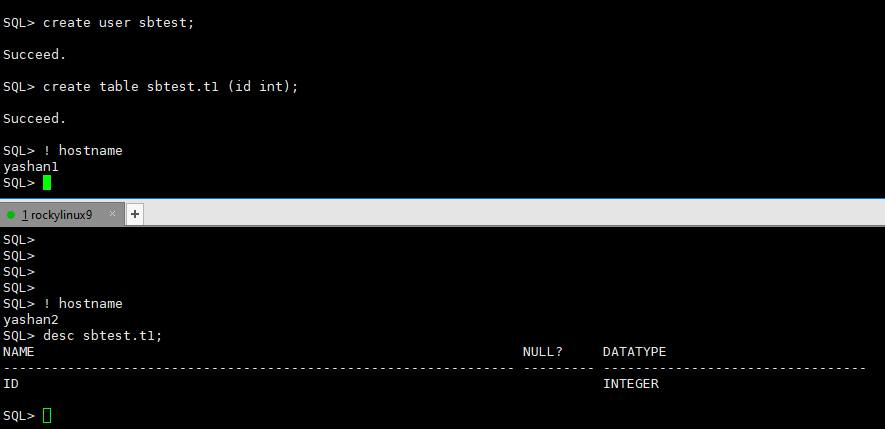 SQL> create user sbtest;
Succeed.
SQL> create table sbtest.t1 (id int);
Succeed.
SQL> ! hostname
yashan1
SQL>
1 rockylinux9 × +
SQL>
SQL>
SQL>
SQL>
SQL> ! hostname
yashan2
SQL> desc sbtest.t1;
NAME NULL? DATATYPE
---------------------------------------------------------------- --------- ---------------------------------
ID INTEGER
SQL>